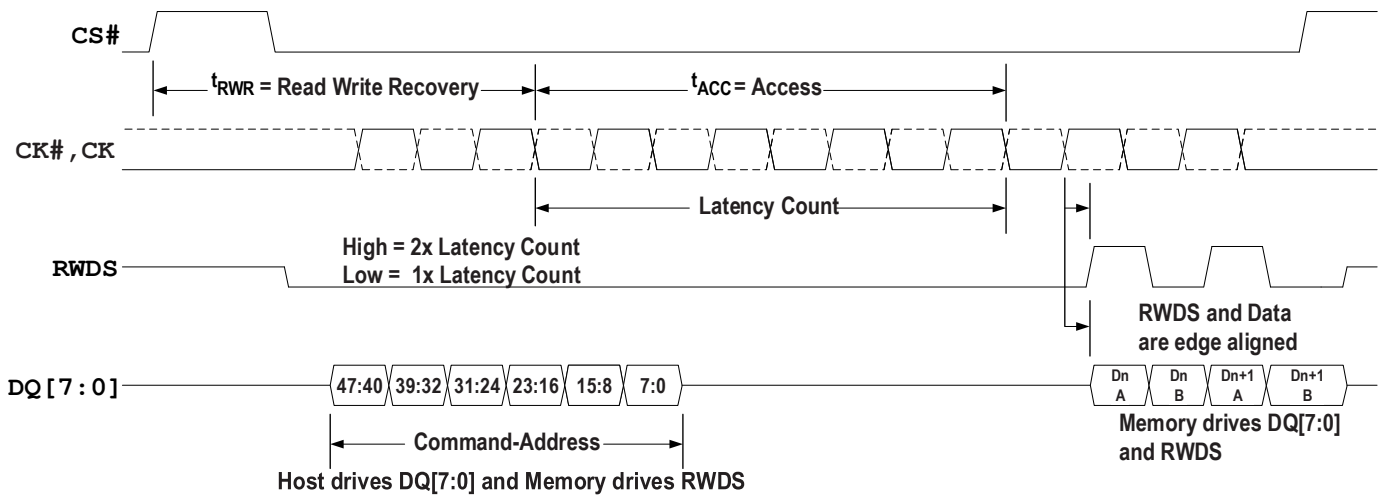 CS#
tRWR = Read Write Recovery
tACC = Access
CK#, CK
Latency Count
High = 2x Latency Count
Low = 1x Latency Count
RWDS
RWDS and Data
are edge aligned
DQ[7:0]
47:40 39:32 31:24 23:16 15:8 7:0
Dn
A
Dn
B
Dn+1
A
Dn+1
B
Command-Address
Memory drives DQ[7:0]
and RWDS
Host drives DQ[7:0] and Memory drives RWDS